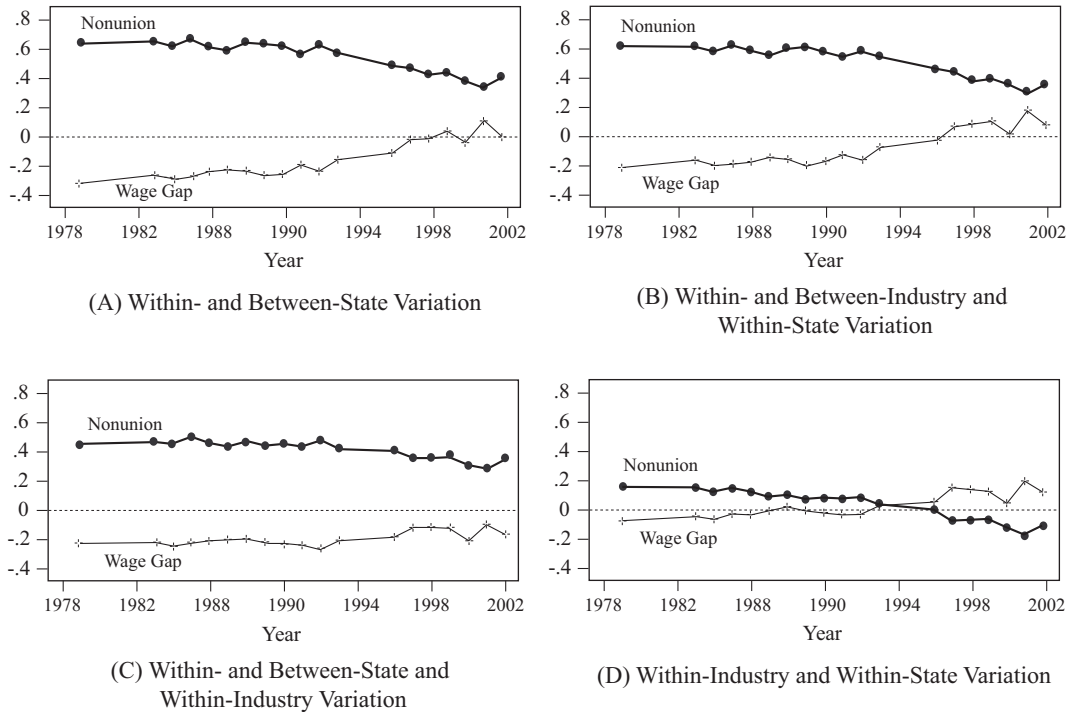 .8
.6
.4
.2
0
-.2
-.4
Nonunion
Wage Gap
1978 1982 1988 1990 1994 1998 2002
Year
(A) Within- and Between-State Variation
.8
.6
.4
.2
0
-.2
-.4
Nonunion
Wage Gap
1978 1982 1988 1990 1994 1998 2002
Year
(B) Within- and Between-Industry and
Within-State Variation
.8
.6
.4
.2
0
-.2
-.4
Nonunion
Wage Gap
1978 1982 1988 1990 1994 1998 2002
Year
(C) Within- and Between-State and
Within-Industry Variation
.8
.6
.4
.2
0
-.2
-.4
Nonunion
Wage Gap
1978 1982 1988 1990 1994 1998 2002
Year
(D) Within-Industry and Within-State Variation